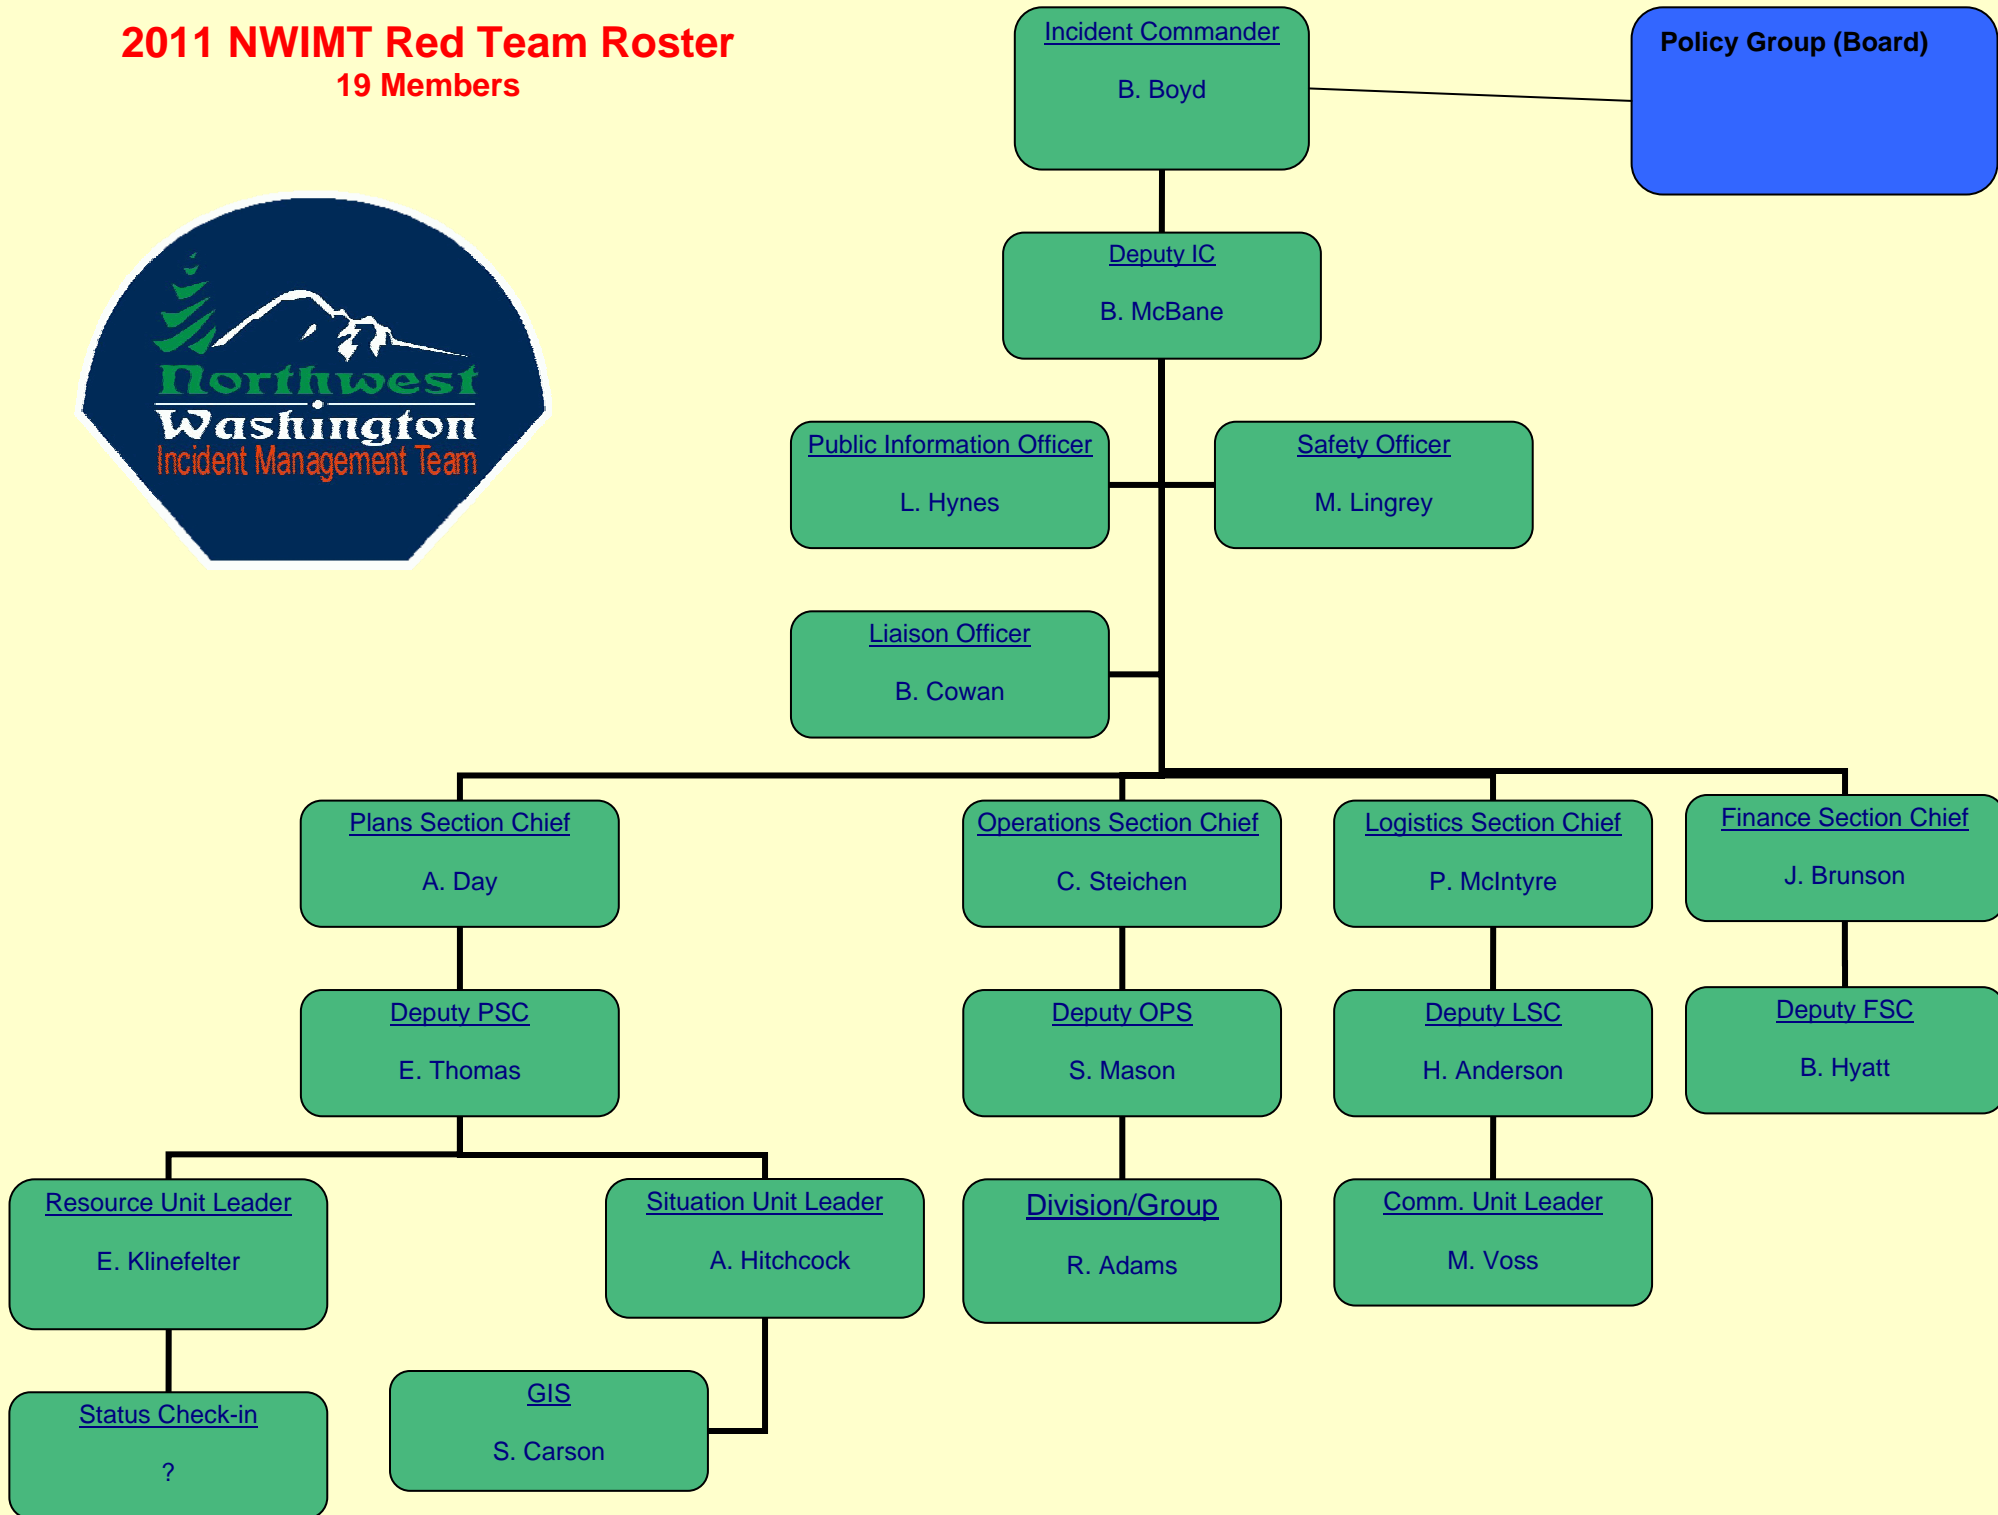 2011 NWIMT Red Team Roster
19 Members
Incident Commander
B. Boyd
Policy Group (Board)
Northwest
Washington
Incident Management Team
Deputy IC
B. McBane
Public Information Officer
L. Hynes
Safety Officer
M. Lingrey
Liaison Officer
B. Cowan
Plans Section Chief
A. Day
Operations Section Chief
C. Steichen
Logistics Section Chief
P. McIntyre
Finance Section Chief
J. Brunson
Deputy PSC
E. Thomas
Deputy OPS
S. Mason
Deputy LSC
H. Anderson
Deputy FSC
B. Hyatt
Resource Unit Leader
E. Klinefelter
Situation Unit Leader
A. Hitchcock
Division/Group
R. Adams
Comm. Unit Leader
M. Voss
Status Check-in
?
GIS
S. Carson